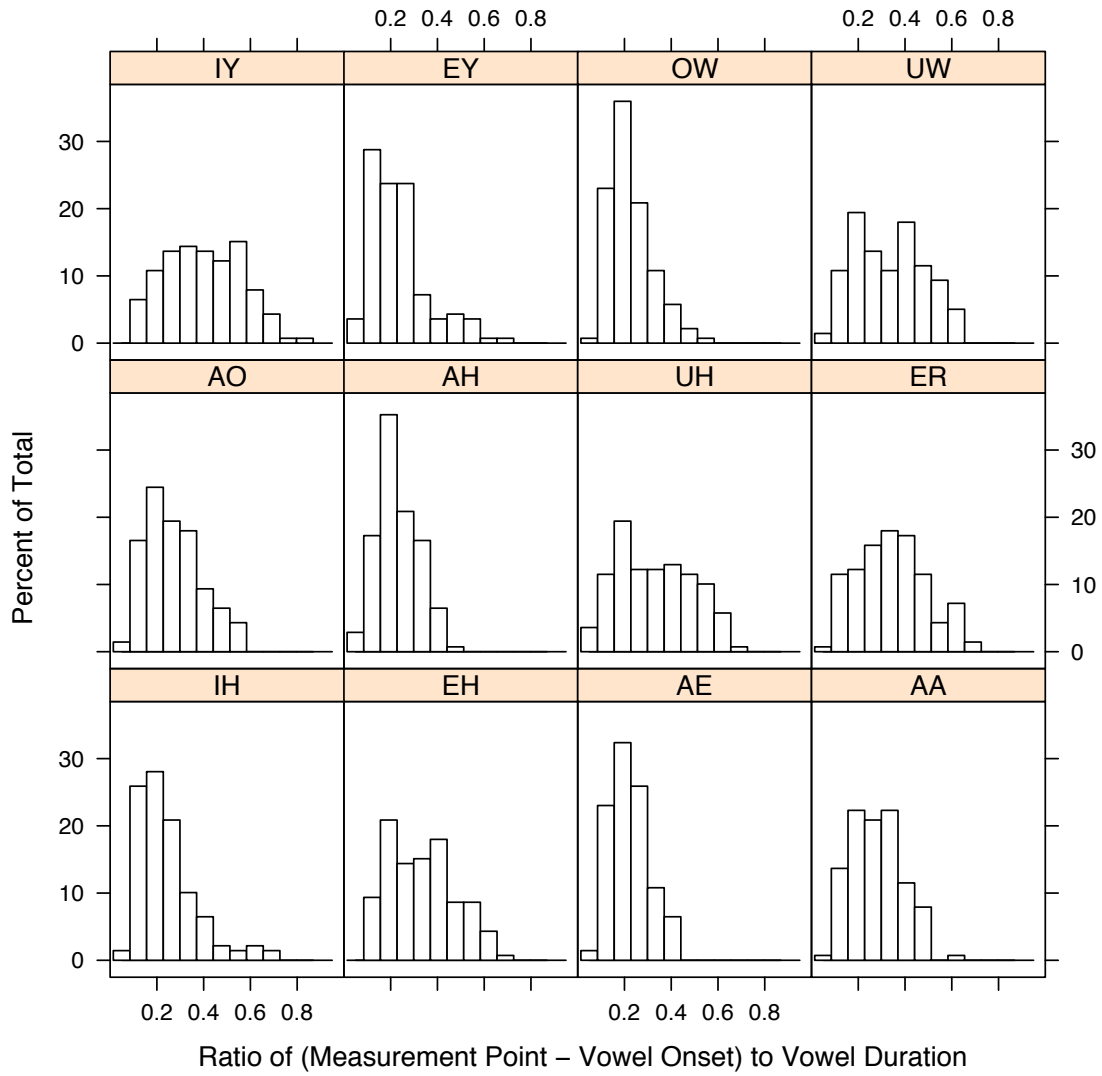 0.2 0.4 0.6 0.8 0.2 0.4 0.6 0.8
IY EY OW UW
30
20
10
0
AO AH UH ER
30
20
10
0
IH EH AE AA
30
20
10
0
0.2 0.4 0.6 0.8 0.2 0.4 0.6 0.8
Percent of Total
Ratio of (Measurement Point − Vowel Onset) to Vowel Duration